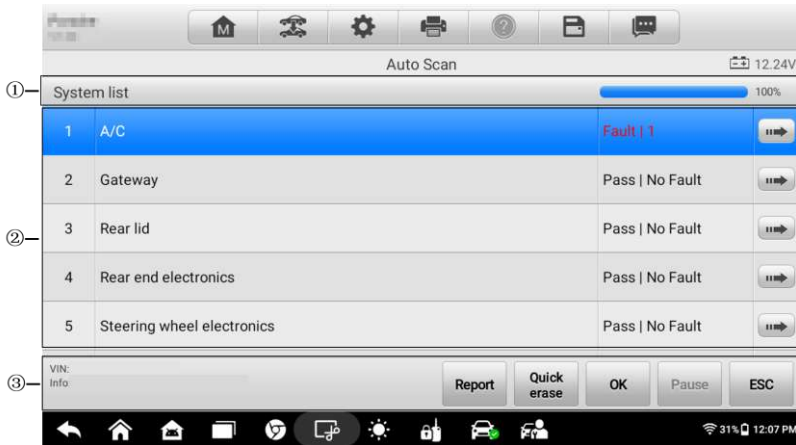 M
Auto Scan
12.24V
① System list 100%
1 A/C Fault | 1
2 Gateway Pass | No Fault
② 3 Rear lid Pass | No Fault
4 Rear end electronics Pass | No Fault
5 Steering wheel electronics Pass | No Fault
③ VIN:
Info
Report
Quick
erase
OK
Pause
ESC
31% 12:07 PM